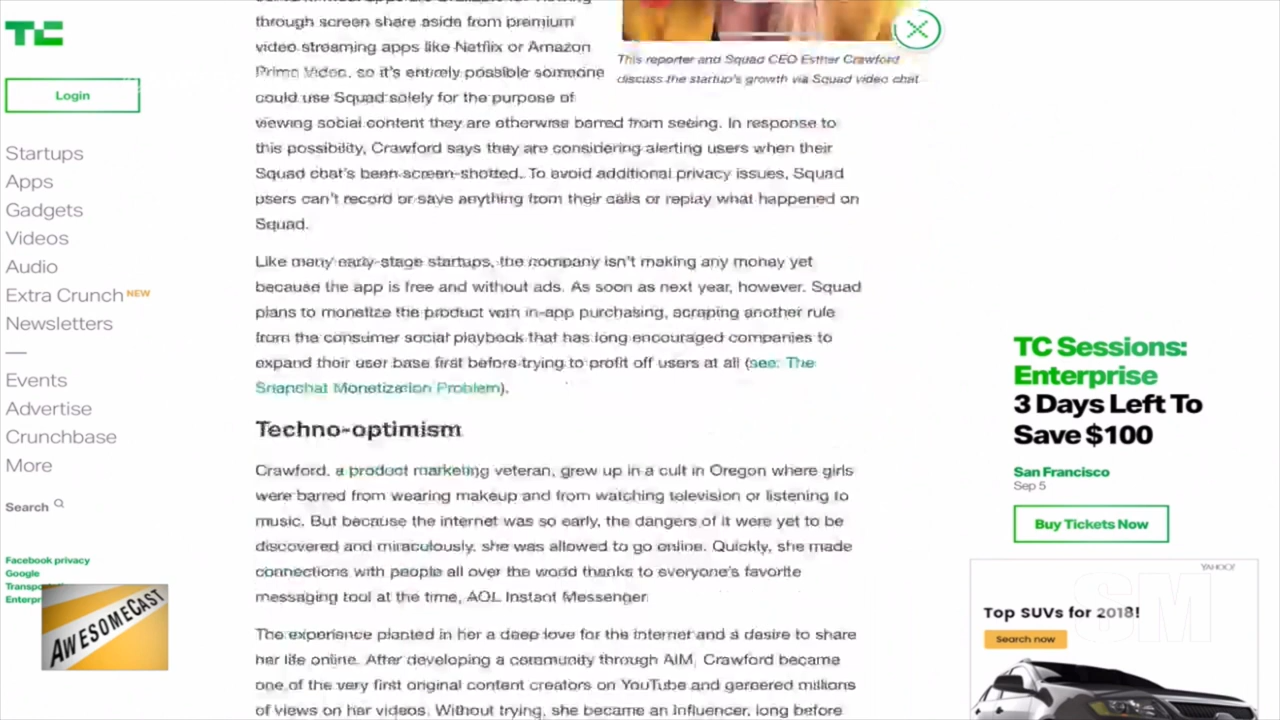 TC
Login
Startups
Apps
Gadgets
Videos
Audio
Extra Crunch NEW
Newsletters
Events
Advertise
Crunchbase
More
Search
Facebook privacy
Google
Transpo
Enterpr
AWESOMECAST
through screen share aside from premium
video streaming apps like Netflix or Amazon
Prime Video, so it's entirely possible someone
could use Squad solely for the purpose of
viewing social content they are otherwise barred from seeing. In response to
this possibility, Crawford says they are considering alerting users when their
Squad chat's been screen-shotted. To avoid additional privacy issues, Squad
users can't record or save anything from their calls or replay what happened on
Squad.
This reporter and Squad CEO Esther Crawford
discuss the startup's growth via Squad video chat
Like many early-stage startups, the company isn't making any money yet
because the app is free and without ads. As soon as next year, however, Squad
plans to monetize the product with in-app purchasing, scraping another rule
from the consumer social playbook that has long encouraged companies to
expand their user base first before trying to profit off users at all (see: The
Snapchat Monetization Problem).
Techno-optimism
Crawford, a product marketing veteran, grew up in a cult in Oregon where girls
were barred from wearing makeup and from watching television or listening to
music. But because the internet was so early, the dangers of it were yet to be
discovered and miraculously, she was allowed to go online. Quickly, she made
connections with people all over the world thanks to everyone's favorite
messaging tool at the time, AOL Instant Messenger
The experience planted in her a deep love for the internet and a desire to share
her life online. After developing a community through AIM, Crawford became
one of the very first original content creators on YouTube and garnered millions
of views on her videos. Without trying, she became an Influencer, long before
TC Sessions:
Enterprise
3 Days Left To
Save $100
San Francisco
Sep 5
Buy Tickets Now
YAHOO!
Top SUVs for 2018!
Search now
SM